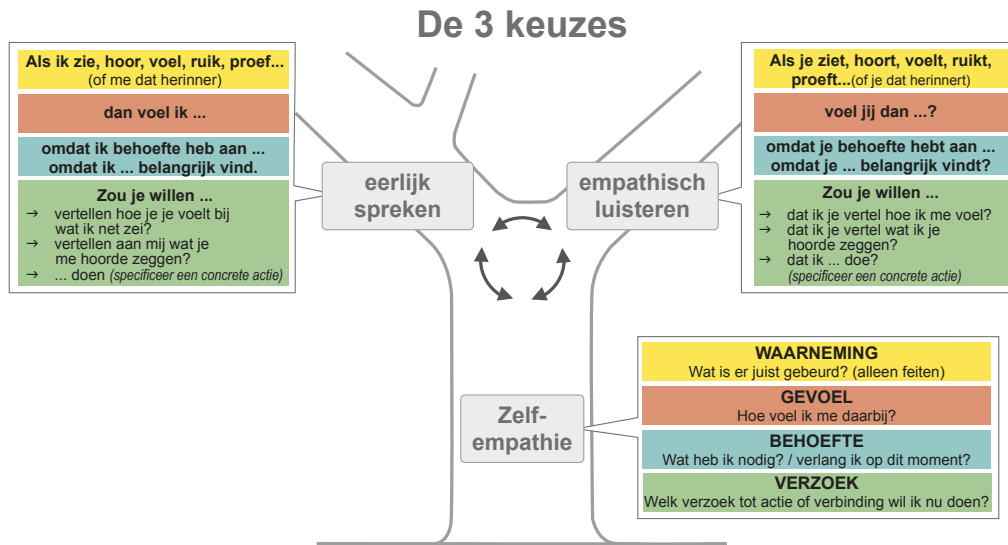 De 3 keuzes
Als ik zie, hoor, voel, ruik, proef...
(of me dat herinner)
dan voel ik ...
omdat ik behoefte heb aan ...
omdat ik ... belangrijk vind.
Zou je willen ...
→ vertellen hoe je je voelt bij
wat ik net zei?
→ vertellen aan mij wat je
me hoorde zeggen?
→ ... doen (specificeer een concrete actie)
eerlijk
spreken
empathisch
luisteren
Als je ziet, hoort, voelt, ruikt,
proeft...(of je dat herinnert)
voel jij dan ...?
omdat je behoefte hebt aan ...
omdat je ... belangrijk vindt?
Zou je willen ...
→ dat ik je vertel hoe ik me voel?
→ dat ik je vertel wat ik je
hoorde zeggen?
→ dat ik ... doe?
(specificeer een concrete actie)
Zelf-
empathie
WAARNEMING
Wat is er juist gebeurd? (alleen feiten)
GEVOEL
Hoe voel ik me daarbij?
BEHOEFTE
Wat heb ik nodig? / verlang ik op dit moment?
VERZOEK
Welk verzoek tot actie of verbinding wil ik nu doen?